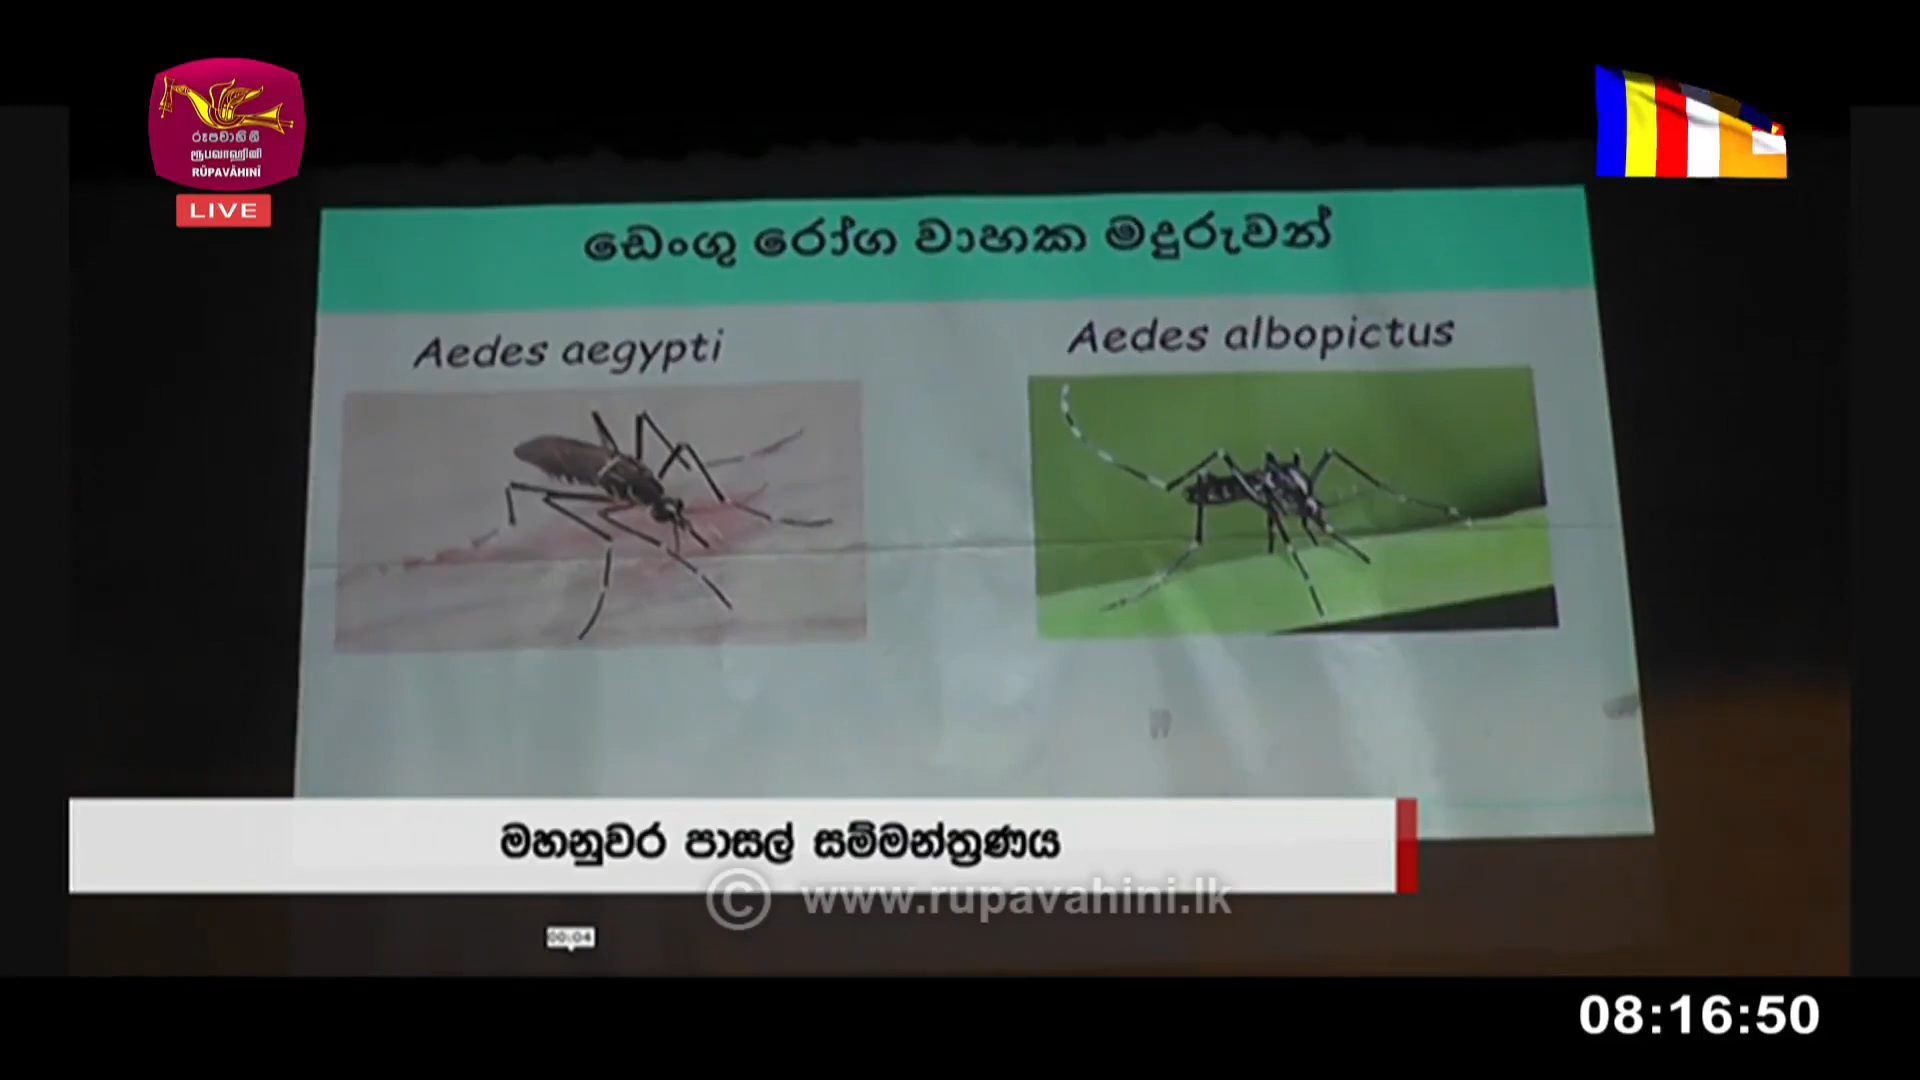 රූපවාහිනී
ரூபவாஹினி
RŪPAVĀHINĪ
LIVE
ඩෙංගු රෝග වාහක මදුරුවන්
Aedes aegypti
Aedes albopictus
මහනුවර පාසල් සම්මන්ත්‍රණය
© www.rupavahini.lk
00:04
08:16:50